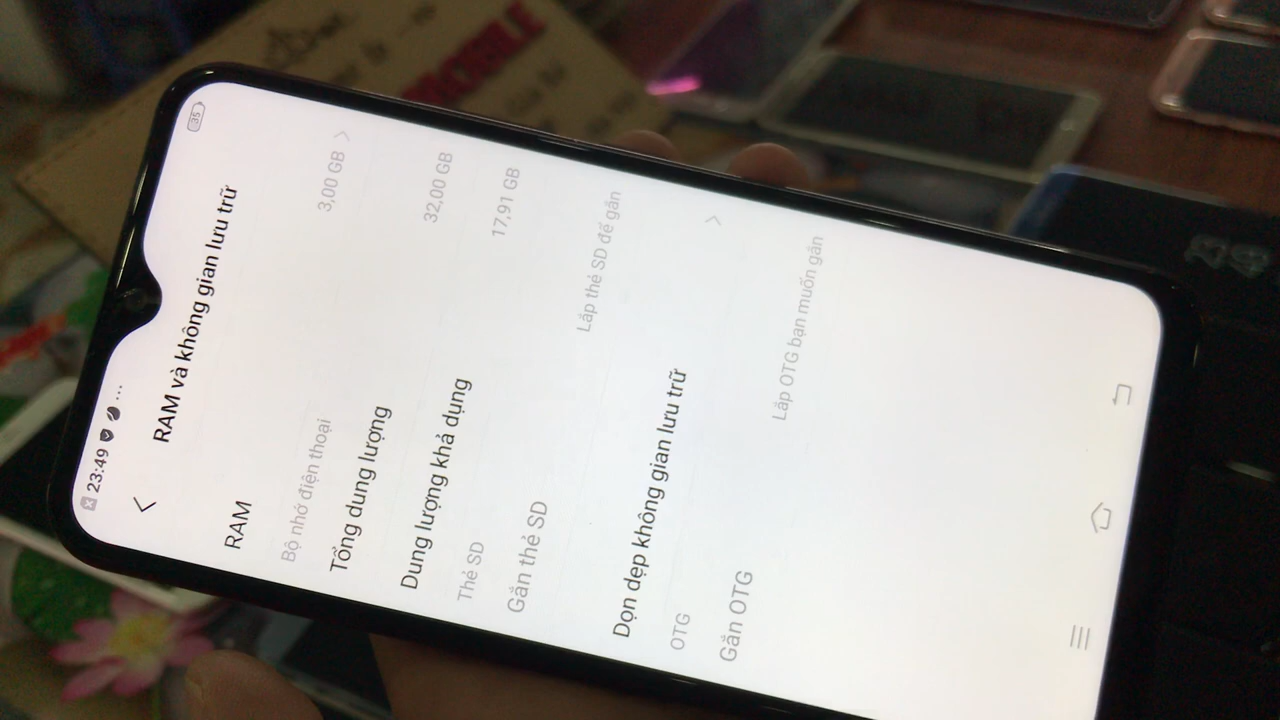 23:49 ...
35
RAM và không gian lưu trữ
RAM 3,00 GB
Bộ nhớ điện thoại
Tổng dung lượng 32,00 GB
Dung lượng khả dụng 17,91 GB
Thẻ SD
Gắn thẻ SD Lắp thẻ SD để gắn
Dọn dẹp không gian lưu trữ
OTG
Gắn OTG Lắp OTG bạn muốn gắn
MOBILE